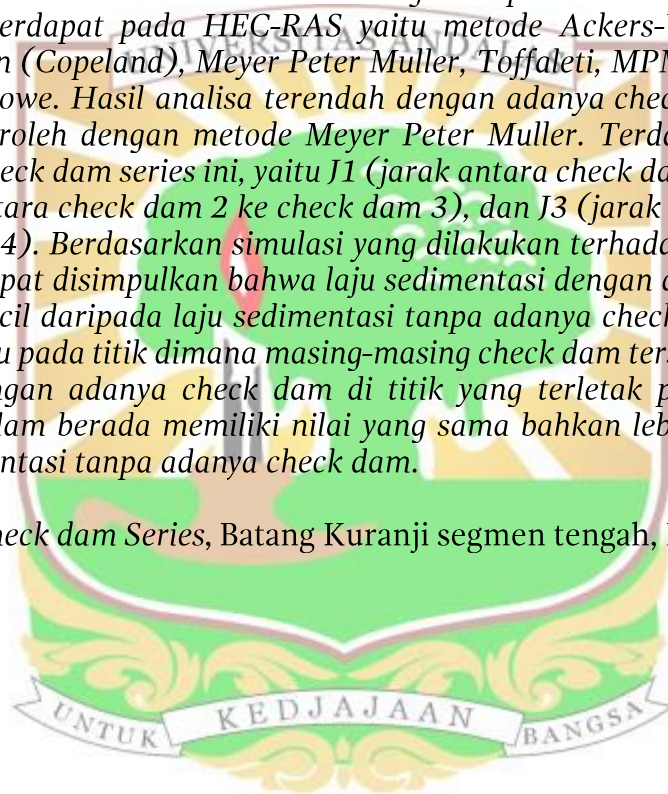 erdapat pada HEC-RAS yaitu metode Ackers-
UNIVERSITAS ANDALAS
n (Copeland), Meyer Peter Muller, Toffaleti, MPM
owe. Hasil analisa terendah dengan adanya chec
roleh dengan metode Meyer Peter Muller. Terda
eck dam series ini, yaitu J1 (jarak antara check da
tara check dam 2 ke check dam 3), dan J3 (jarak
4). Berdasarkan simulasi yang dilakukan terhada
pat disimpulkan bahwa laju sedimentasi dengan a
cil daripada laju sedimentasi tanpa adanya check
u pada titik dimana masing-masing check dam ter
ngan adanya check dam di titik yang terletak p
lam berada memiliki nilai yang sama bahkan leb
ntasi tanpa adanya check dam.
heck dam Series, Batang Kuranji segmen tengah,
UNTUK KEDJAJAAN BANGSA